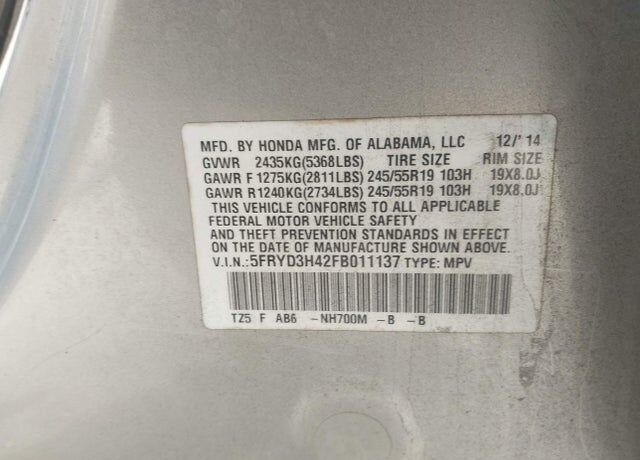 MFD. BY HONDA MFG. OF ALABAMA, LLC 12/'14
GVWR 2435KG(5368LBS) TIRE SIZE RIM SIZE
GAWR F 1275KG(2811LBS) 245/55R19 103H 19X8.0J
GAWR R 1240KG(2734LBS) 245/55R19 103H 19X8.0J
THIS VEHICLE CONFORMS TO ALL APPLICABLE
FEDERAL MOTOR VEHICLE SAFETY
AND THEFT PREVENTION STANDARDS IN EFFECT
ON THE DATE OF MANUFACTURE SHOWN ABOVE.
V.I.N.:5FRYD3H42FB011137 TYPE: MPV
TZ5 F AB6 -NH700M -B -B